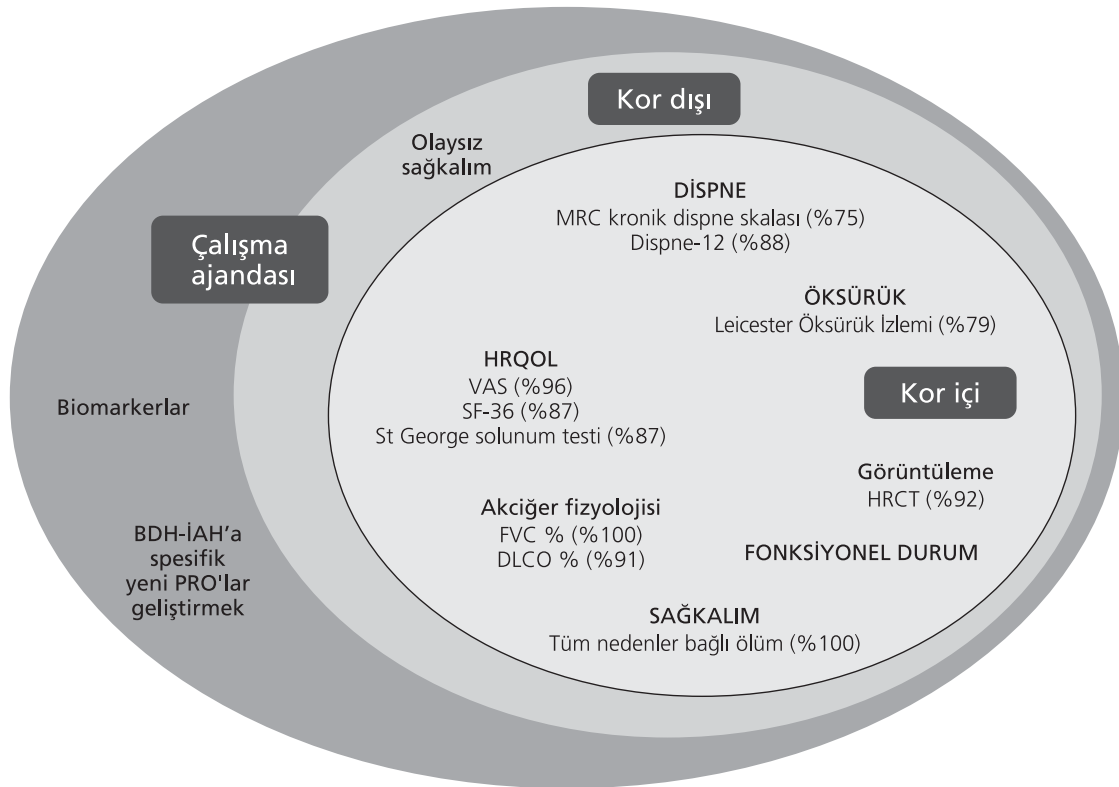 Kor dışı
Olaysız
sağkalım
DİSPNE
MRC kronik dispne skalası (%75)
Dispne-12 (%88)
Çalışma
ajandası
ÖKSÜRÜK
Leicester Öksürük İzlemi (%79)
HRQOL
VAS (%96)
SF-36 (%87)
St George solunum testi (%87)
Kor içi
Biomarkerlar
Görüntüleme
HRCT (%92)
Akciğer fizyolojisi
FVC % (%100)
DLCO % (%91)
BDH-İAH’a
spesifik
yeni PRO'lar
geliştirmek
FONKSİYONEL DURUM
SAĞKALIM
Tüm nedenler bağlı ölüm (%100)